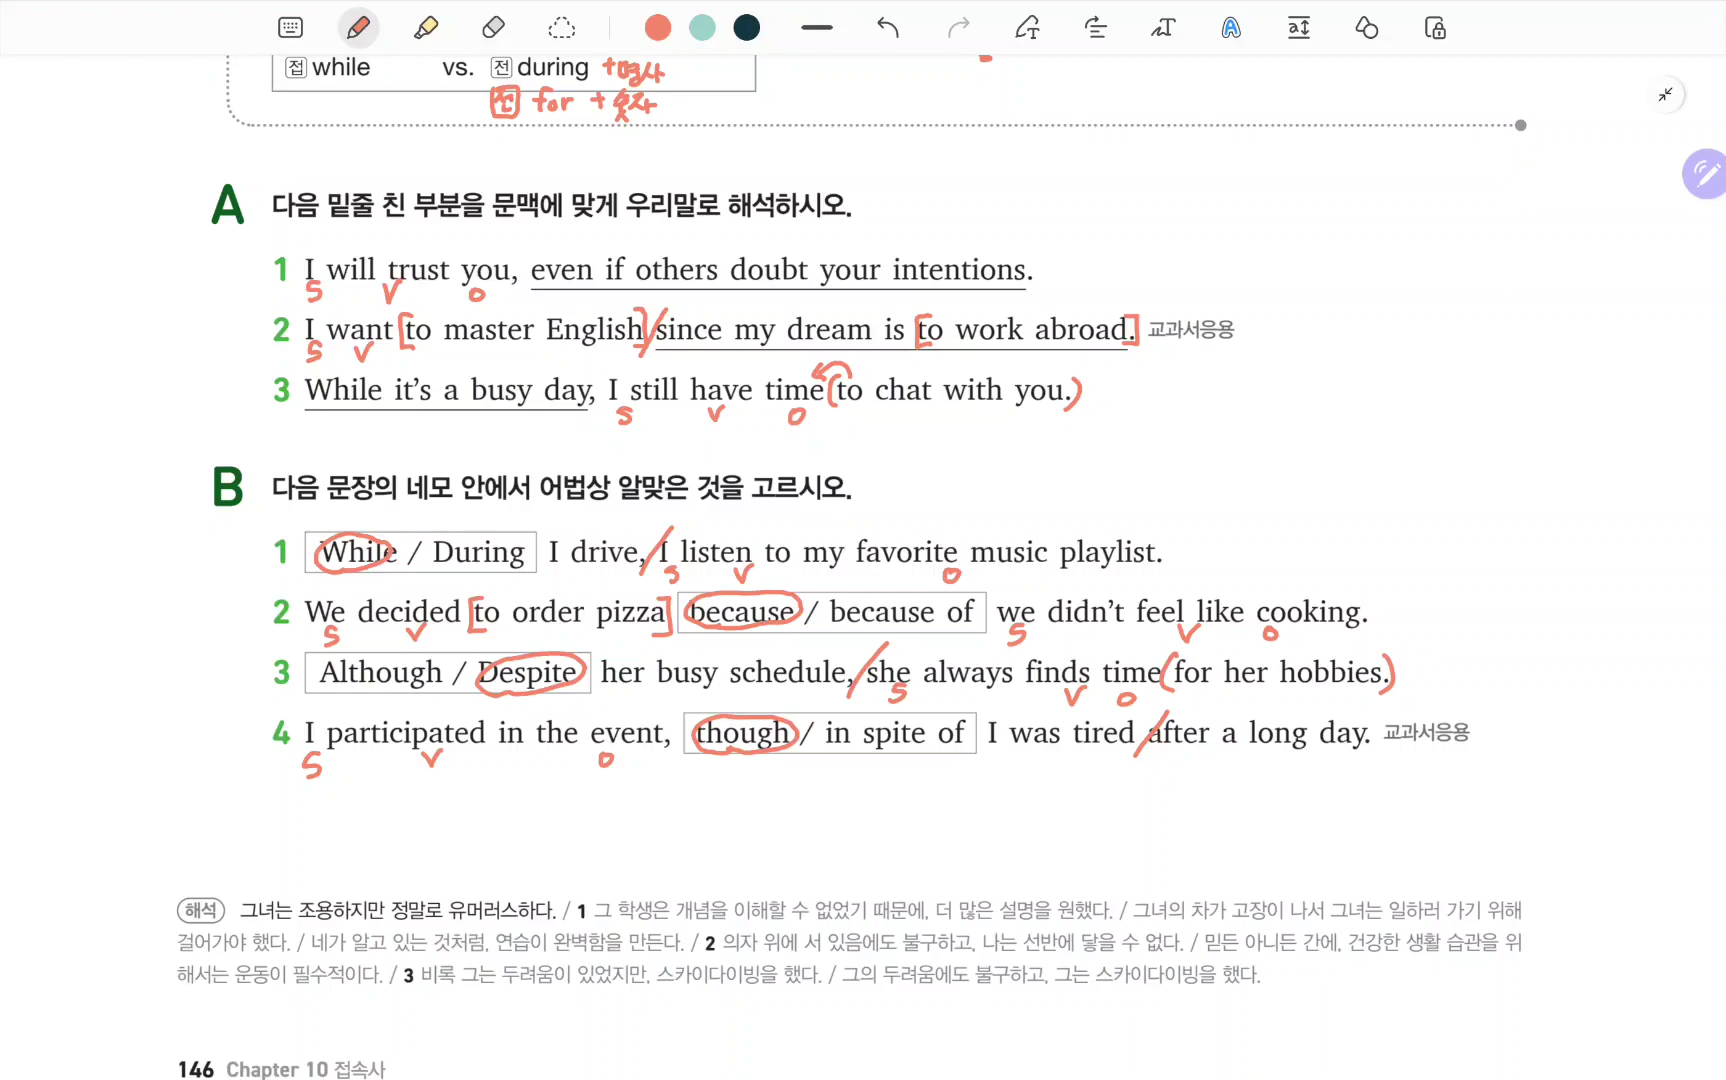 접 while vs. 전 during +명사
전 for + 숫자
A 다음 밑줄 친 부분을 문맥에 맞게 우리말로 해석하시오.
1 I will trust you, even if others doubt your intentions.
S V O
2 I want [to master English]/since my dream is [to work abroad.] 교과서응용
S V
3 While it's a busy day, I still have time (to chat with you.)
S V O
B 다음 문장의 네모 안에서 어법상 알맞은 것을 고르시오.
1 While / During I drive,/I listen to my favorite music playlist.
S V O
2 We decided [to order pizza] because / because of we didn't feel like cooking.
S V S V O
3 Although / Despite her busy schedule,/she always finds time (for her hobbies.)
S V O
4 I participated in the event, though / in spite of I was tired/after a long day. 교과서응용
S V O
해석 그녀는 조용하지만 정말로 유머러스하다. / 1 그 학생은 개념을 이해할 수 없었기 때문에, 더 많은 설명을 원했다. / 그녀의 차가 고장이 나서 그녀는 일하러 가기 위해
걸어가야 했다. / 네가 알고 있는 것처럼, 연습이 완벽함을 만든다. / 2 의자 위에 서 있음에도 불구하고, 나는 선반에 닿을 수 없다. / 믿든 아니든 간에, 건강한 생활 습관을 위
해서는 운동이 필수적이다. / 3 비록 그는 두려움이 있었지만, 스카이다이빙을 했다. / 그의 두려움에도 불구하고, 그는 스카이다이빙을 했다.
146 Chapter 10 접속사